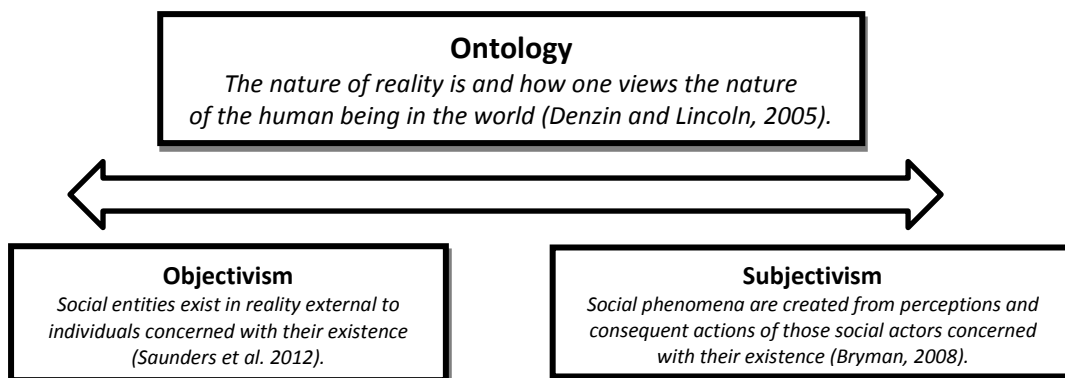 Ontology
The nature of reality is and how one views the nature
of the human being in the world (Denzin and Lincoln, 2005).
Objectivism
Social entities exist in reality external to
individuals concerned with their existence
(Saunders et al. 2012).
Subjectivism
Social phenomena are created from perceptions and
consequent actions of those social actors concerned
with their existence (Bryman, 2008).